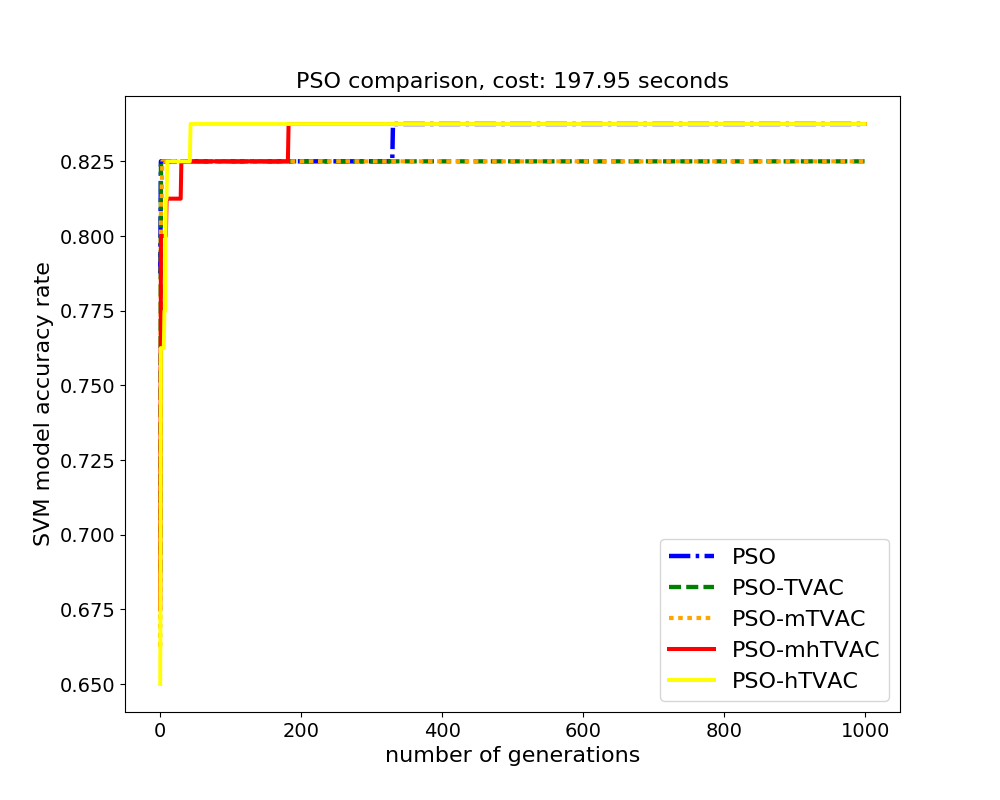 PSO comparison, cost: 197.95 seconds
SVM model accuracy rate
0.825
0.800
0.775
0.750
0.725
0.700
0.675
0.650
0 200 400 600 800 1000
number of generations
PSO
PSO-TVAC
PSO-mTVAC
PSO-mhTVAC
PSO-hTVAC